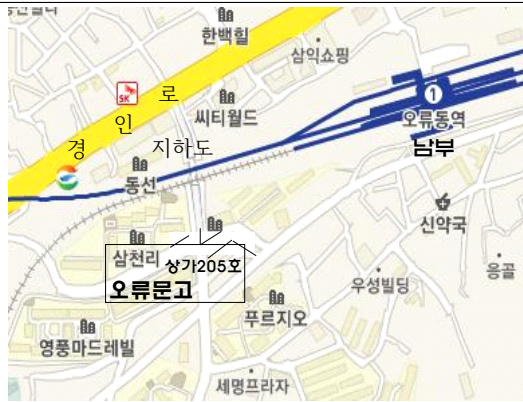 한백힐
삼익쇼핑
SK
로
씨티월드
인
경
지하도
1
오류동역
남부
동선
신약국
삼천리
상가205호
오류문고
응골
우성빌딩
푸르지오
영풍마드레빌
세명프라자